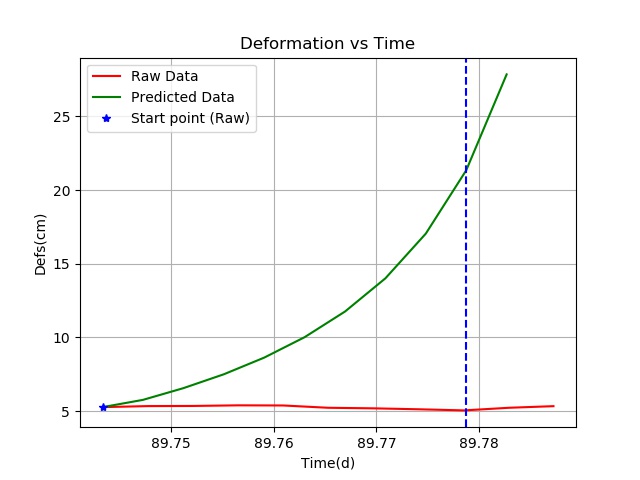 Deformation vs Time
Raw Data
Predicted Data
Start point (Raw)
25
20
15
10
5
Defs(cm)
89.75 89.76 89.77 89.78
Time(d)